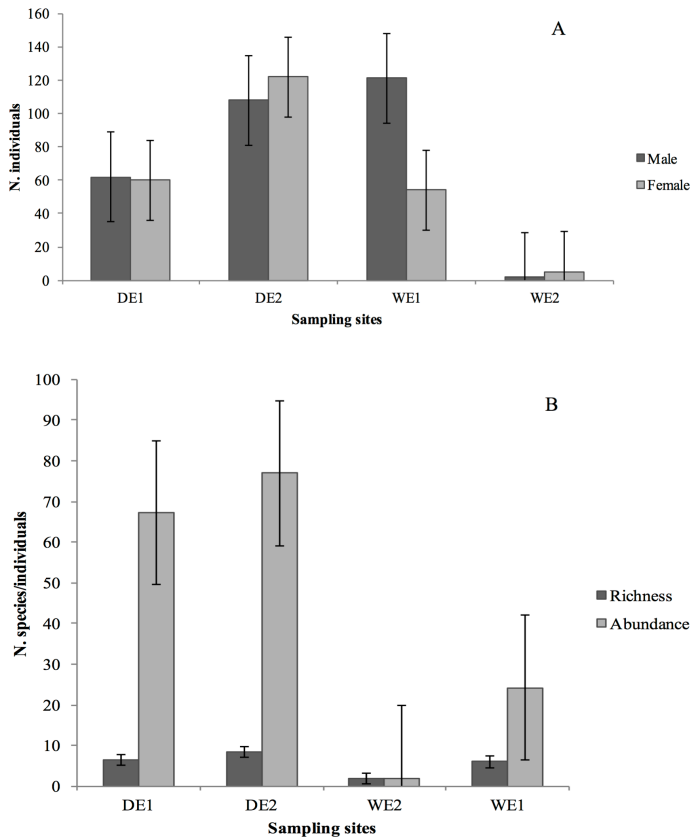 A
160
140
120
100
80
60
40
20
0
N. individuals
Male
Female
DE1 DE2 WE1 WE2
Sampling sites
B
100
90
80
70
60
50
40
30
20
10
0
N. species/individuals
Richness
Abundance
DE1 DE2 WE2 WE1
Sampling sites